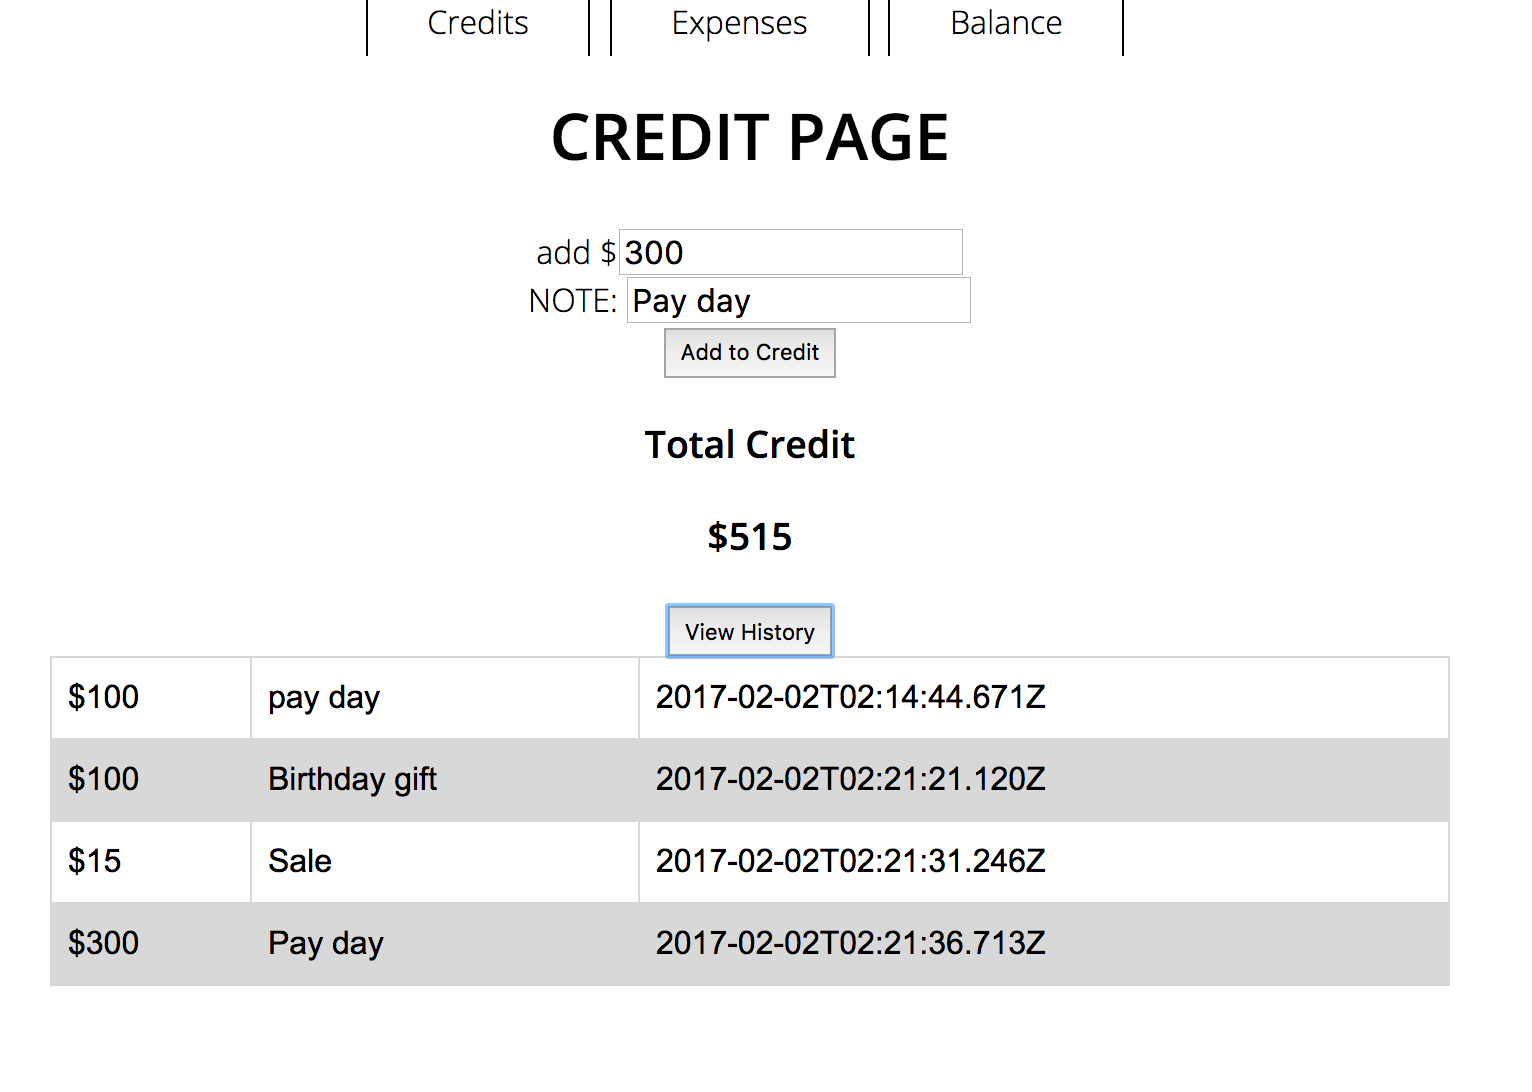 Credits Expenses Balance
CREDIT PAGE
add $ 300
NOTE: Pay day
Add to Credit
Total Credit
$515
View History
$100 pay day 2017-02-02T02:14:44.671Z
$100 Birthday gift 2017-02-02T02:21:21.120Z
$15 Sale 2017-02-02T02:21:31.246Z
$300 Pay day 2017-02-02T02:21:36.713Z